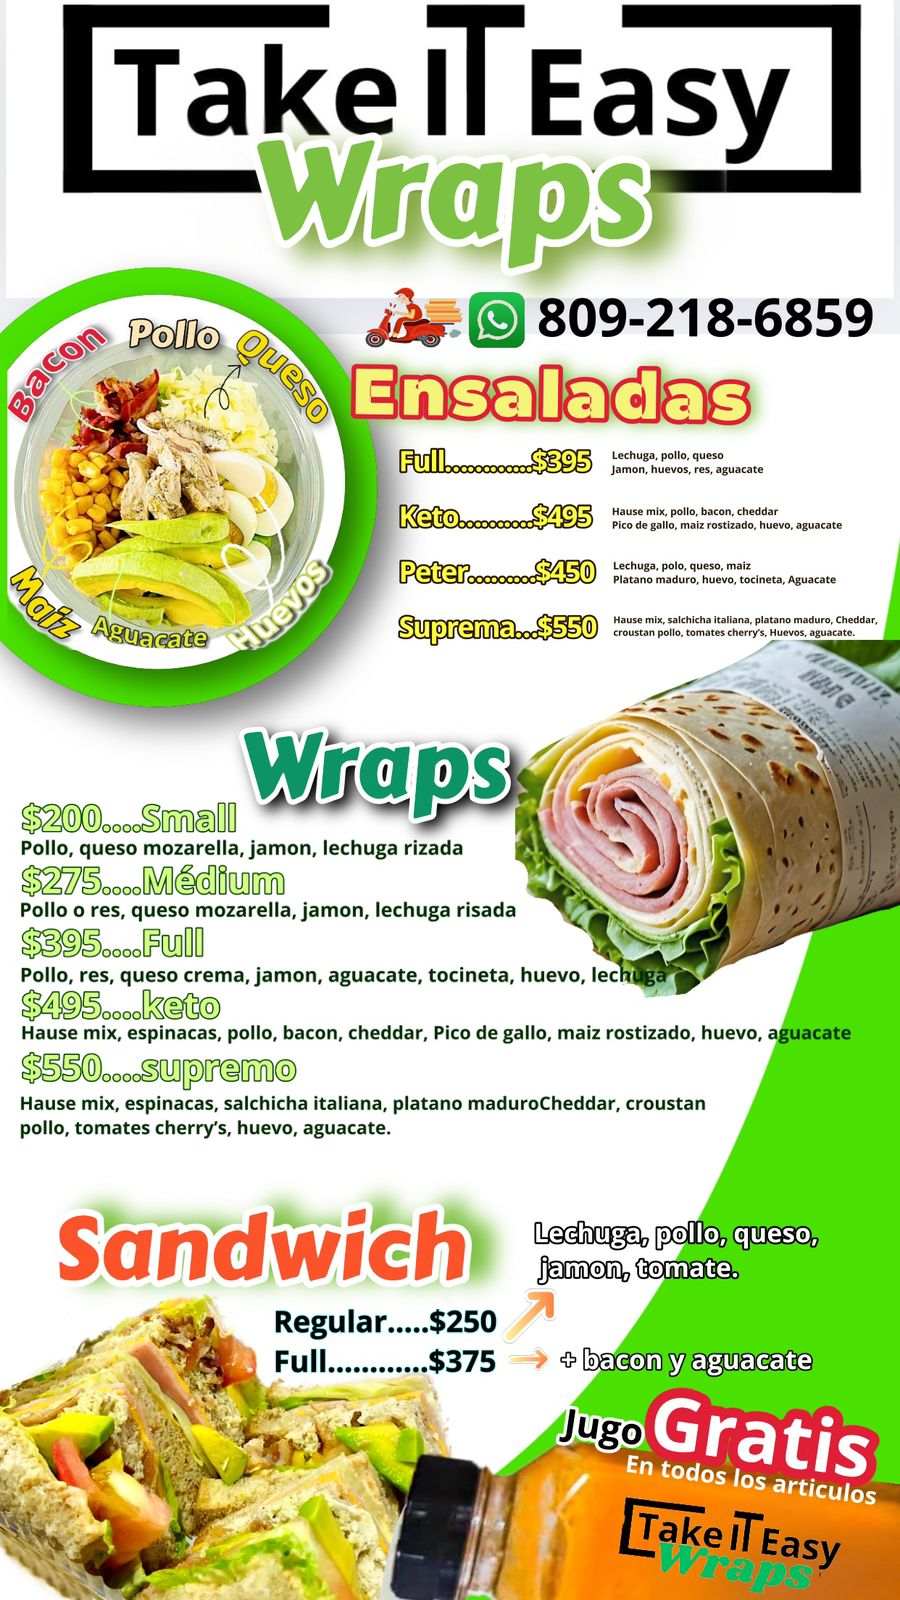 Take iT Easy
Wraps
809-218-6859
Bacon
Pollo
Queso
Maiz
Aguacate
Huevos
Ensaladas
Full.............$395
Lechuga, pollo, queso
Jamon, huevos, res, aguacate
Keto...........$495
Hause mix, pollo, bacon, cheddar
Pico de gallo, maiz rostizado, huevo, aguacate
Peter..........$450
Lechuga, polo, queso, maiz
Platano maduro, huevo, tocineta, Aguacate
Suprema...$550
Hause mix, salchicha italiana, platano maduro, Cheddar,
croustan pollo, tomates cherry's, Huevos, aguacate.
Wraps
$200....Small
Pollo, queso mozarella, jamon, lechuga rizada
$275....Médium
Pollo o res, queso mozarella, jamon, lechuga risada
$395....Full
Pollo, res, queso crema, jamon, aguacate, tocineta, huevo, lechuga
$495....keto
Hause mix, espinacas, pollo, bacon, cheddar, Pico de gallo, maiz rostizado, huevo, aguacate
$550....supremo
Hause mix, espinacas, salchicha italiana, platano maduroCheddar, croustan
pollo, tomates cherry's, huevo, aguacate.
Sandwich
Lechuga, pollo, queso,
jamon, tomate.
Regular.....$250
Full............$375
+ bacon y aguacate
Jugo Gratis
En todos los articulos
Take iT Easy
Wraps